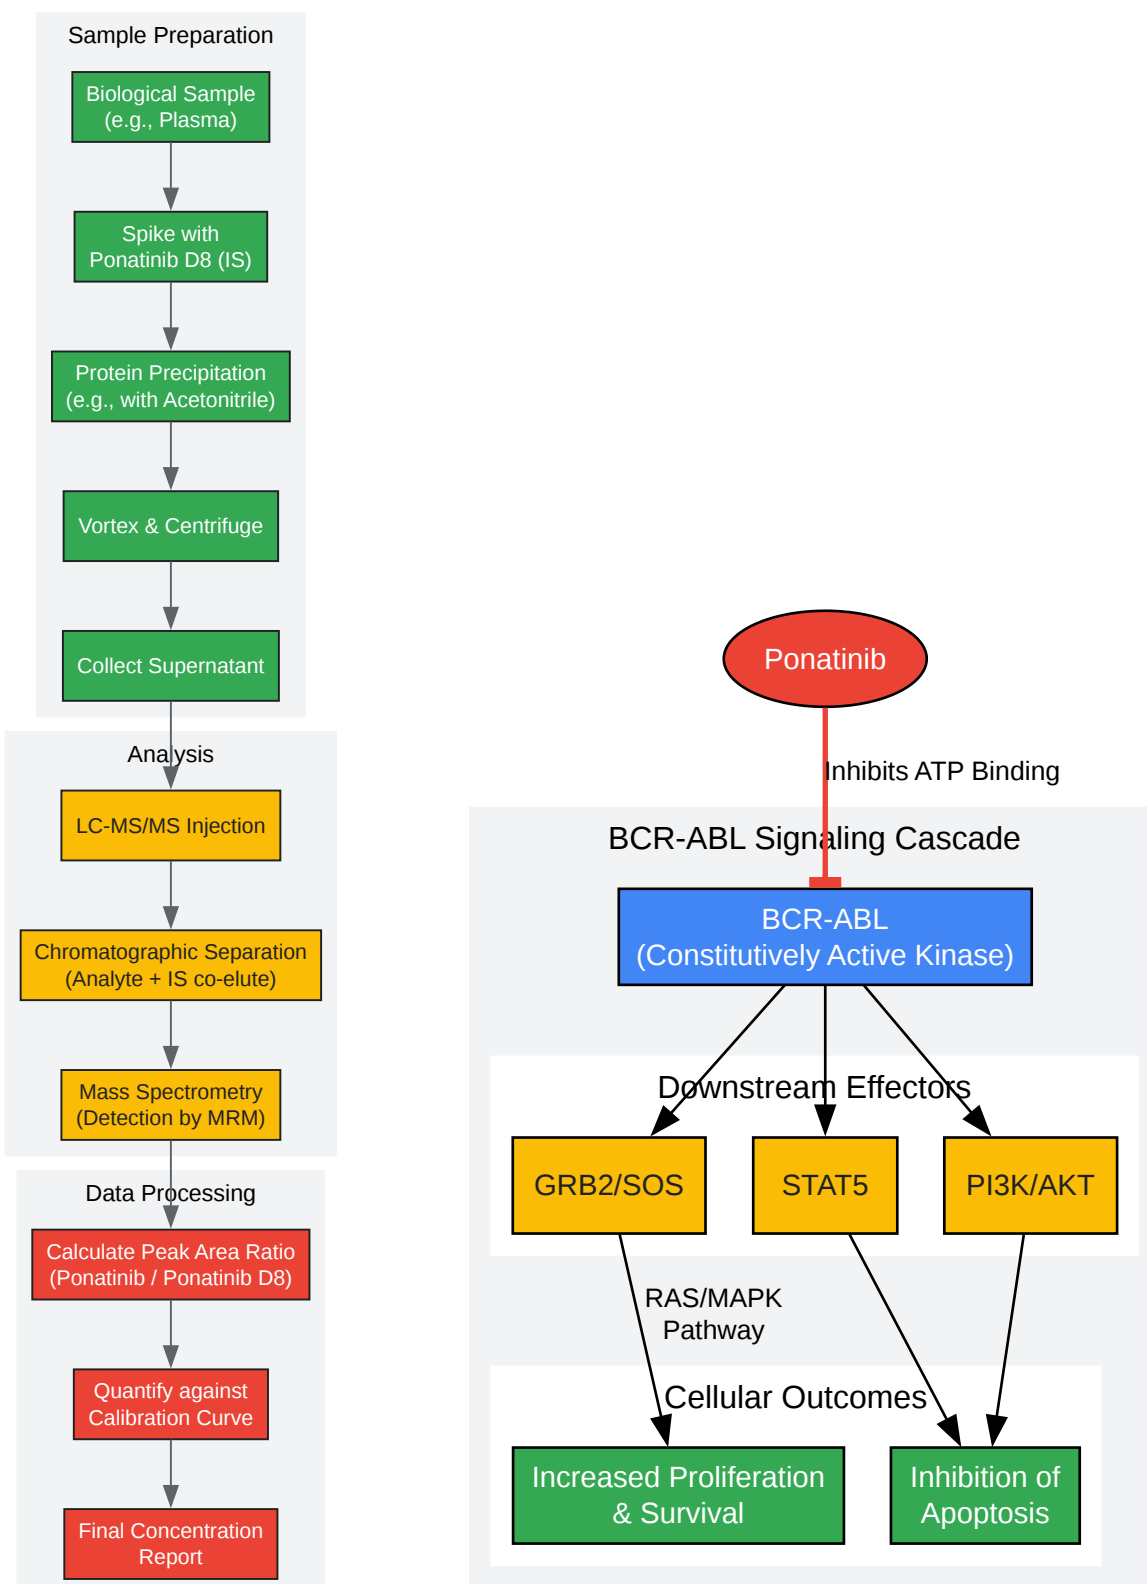 Sample Preparation
Biological Sample
(e.g., Plasma)
Spike with
Ponatinib D8 (IS)
Protein Precipitation
(e.g., with Acetonitrile)
Vortex & Centrifuge
Collect Supernatant
Analysis
LC-MS/MS Injection
Chromatographic Separation
(Analyte + IS co-elute)
Mass Spectrometry
(Detection by MRM)
Data Processing
Calculate Peak Area Ratio
(Ponatinib / Ponatinib D8)
Quantify against
Calibration Curve
Final Concentration
Report
Ponatinib
Inhibits ATP Binding
BCR-ABL Signaling Cascade
BCR-ABL
(Constitutively Active Kinase)
Downstream Effectors
GRB2/SOS
STAT5
PI3K/AKT
RAS/MAPK
Pathway
Cellular Outcomes
Increased Proliferation
& Survival
Inhibition of
Apoptosis